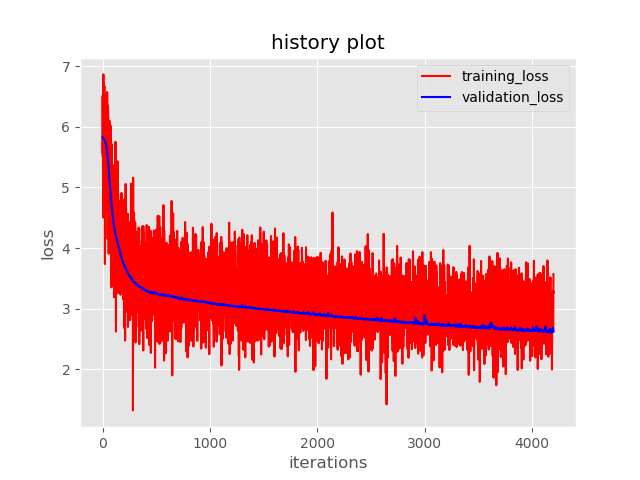 history plot
training_loss
validation_loss
7
6
5
4
3
2
loss
0
1000
2000
3000
4000
iterations